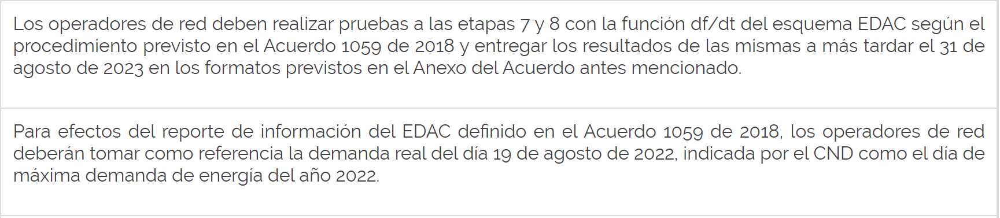 Los operadores de red deben realizar pruebas a las etapas 7 y 8 con la función df/dt del esquema EDAC según el
procedimiento previsto en el Acuerdo 1059 de 2018 y entregar los resultados de las mismas a más tardar el 31 de
agosto de 2023 en los formatos previstos en el Anexo del Acuerdo antes mencionado.
Para efectos del reporte de información del EDAC definido en el Acuerdo 1059 de 2018, los operadores de red
deberán tomar como referencia la demanda real del día 19 de agosto de 2022, indicada por el CND como el día de
máxima demanda de energía del año 2022.